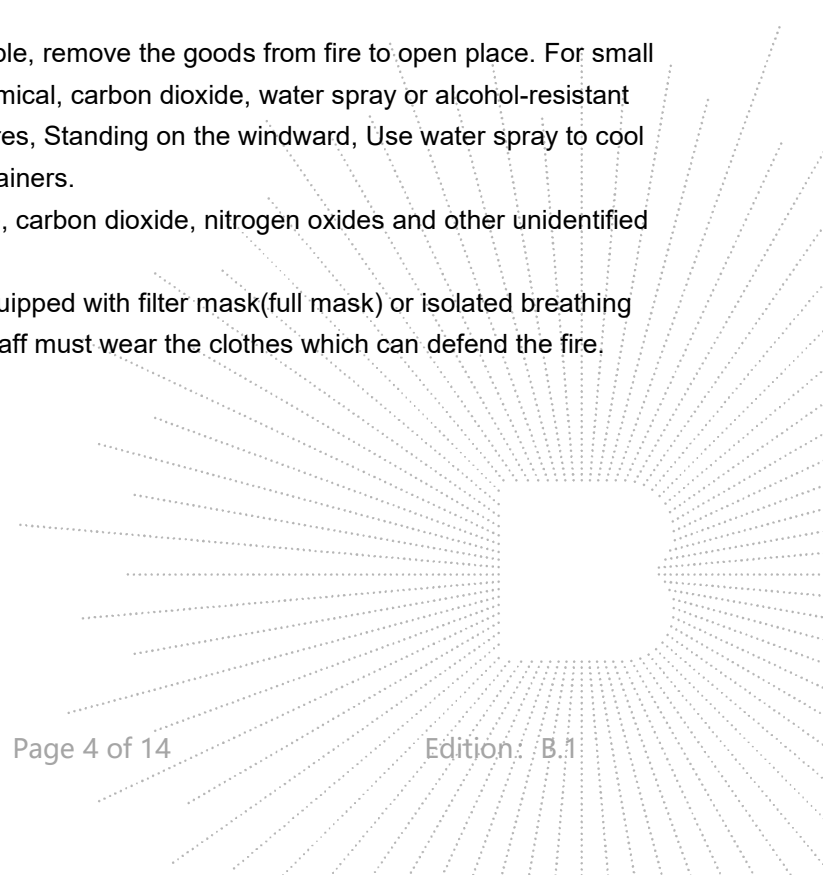 ple, remove the goods from fire to open place. For small
mical, carbon dioxide, water spray or alcohol-resistant
res, Standing on the windward, Use water spray to cool
ainers.
, carbon dioxide, nitrogen oxides and other unidentified
uipped with filter mask(full mask) or isolated breathing
aff must wear the clothes which can defend the fire.
Page 4 of 14 Edition: B.1